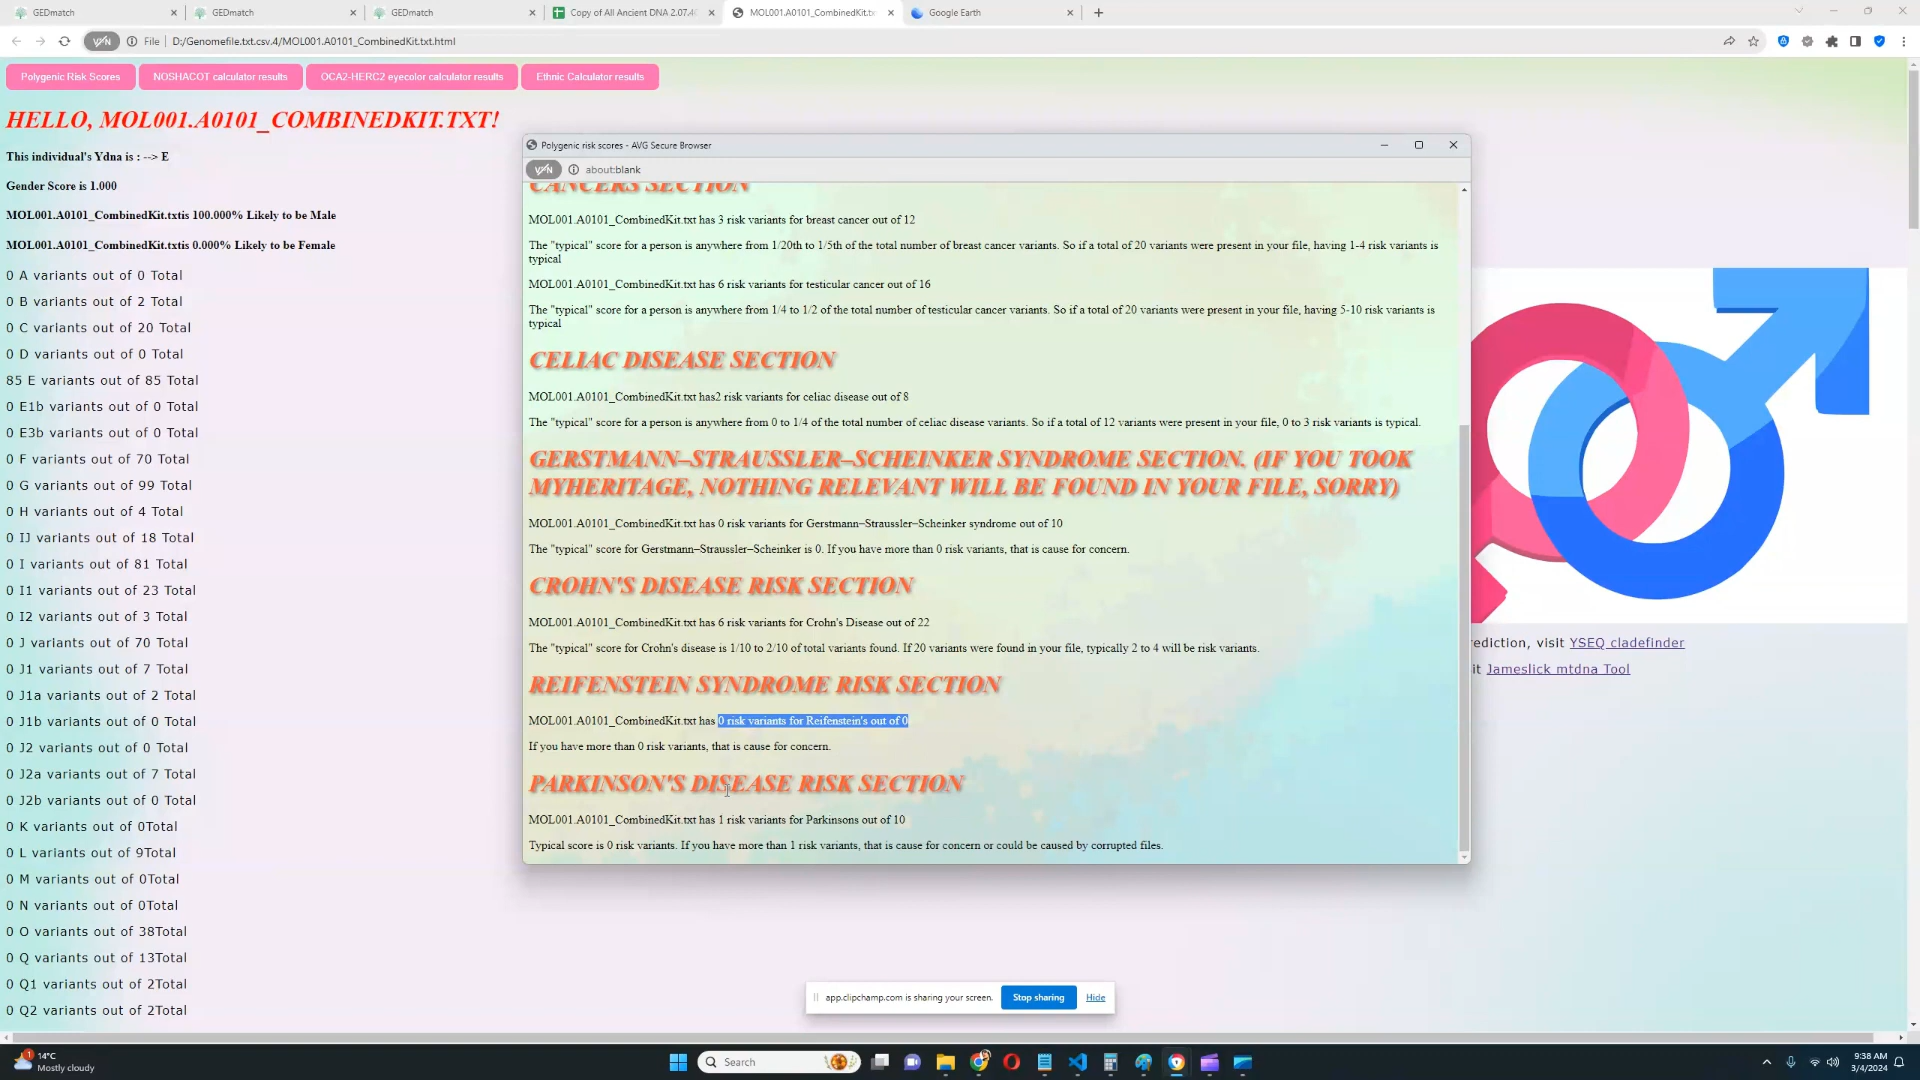 GEDmatch
GEDmatch
GEDmatch
Copy of All Ancient DNA 2.07.4
MOL001.A0101_CombinedKit.tx
Google Earth
VPN
File
D:/Genomefile.txt.csv.4/MOL001.A0101_CombinedKit.txt.html
Polygenic Risk Scores
NOSHACOT calculator results
OCA2-HERC2 eyecolor calculator results
Ethnic Calculator results
HELLO, MOL001.A0101_COMBINEDKIT.TXT!
This individual's Ydna is : --> E
Gender Score is 1.000
MOL001.A0101_CombinedKit.txtis 100.000% Likely to be Male
MOL001.A0101_CombinedKit.txtis 0.000% Likely to be Female
0 A variants out of 0 Total
0 B variants out of 2 Total
0 C variants out of 20 Total
0 D variants out of 0 Total
85 E variants out of 85 Total
0 E1b variants out of 0 Total
0 E3b variants out of 0 Total
0 F variants out of 70 Total
0 G variants out of 99 Total
0 H variants out of 4 Total
0 IJ variants out of 18 Total
0 I variants out of 81 Total
0 I1 variants out of 23 Total
0 I2 variants out of 3 Total
0 J variants out of 70 Total
0 J1 variants out of 7 Total
0 J1a variants out of 2 Total
0 J1b variants out of 0 Total
0 J2 variants out of 0 Total
0 J2a variants out of 7 Total
0 J2b variants out of 0 Total
0 K variants out of 0Total
0 L variants out of 9Total
0 M variants out of 0Total
0 N variants out of 0Total
0 O variants out of 38Total
0 Q variants out of 13Total
0 Q1 variants out of 2Total
0 Q2 variants out of 2Total
Polygenic risk scores - AVG Secure Browser
VPN
about:blank
CANCERS SECTION
MOL001.A0101_CombinedKit.txt has 3 risk variants for breast cancer out of 12
The "typical" score for a person is anywhere from 1/20th to 1/5th of the total number of breast cancer variants. So if a total of 20 variants were present in your file, having 1-4 risk variants is
typical
MOL001.A0101_CombinedKit.txt has 6 risk variants for testicular cancer out of 16
The "typical" score for a person is anywhere from 1/4 to 1/2 of the total number of testicular cancer variants. So if a total of 20 variants were present in your file, having 5-10 risk variants is
typical
CELIAC DISEASE SECTION
MOL001.A0101_CombinedKit.txt has2 risk variants for celiac disease out of 8
The "typical" score for a person is anywhere from 0 to 1/4 of the total number of celiac disease variants. So if a total of 12 variants were present in your file, 0 to 3 risk variants is typical.
GERSTMANN–STRAUSSLER–SCHEINKER SYNDROME SECTION. (IF YOU TOOK
MYHERITAGE, NOTHING RELEVANT WILL BE FOUND IN YOUR FILE, SORRY)
MOL001.A0101_CombinedKit.txt has 0 risk variants for Gerstmann–Straussler–Scheinker syndrome out of 10
The "typical" score for Gerstmann–Straussler–Scheinker is 0. If you have more than 0 risk variants, that is cause for concern.
CROHN'S DISEASE RISK SECTION
MOL001.A0101_CombinedKit.txt has 6 risk variants for Crohn's Disease out of 22
The "typical" score for Crohn's disease is 1/10 to 2/10 of total variants found. If 20 variants were found in your file, typically 2 to 4 will be risk variants.
REIFENSTEIN SYNDROME RISK SECTION
MOL001.A0101_CombinedKit.txt has 0 risk variants for Reifenstein's out of 0
If you have more than 0 risk variants, that is cause for concern.
PARKINSON'S DISEASE RISK SECTION
MOL001.A0101_CombinedKit.txt has 1 risk variants for Parkinsons out of 10
Typical score is 0 risk variants. If you have more than 1 risk variants, that is cause for concern or could be caused by corrupted files.
rediction, visit YSEQ cladefinder
it Jameslick mtdna Tool
app.clipchamp.com is sharing your screen.
Stop sharing
Hide
1
14°C
Mostly cloudy
Search
9:38 AM
3/4/2024